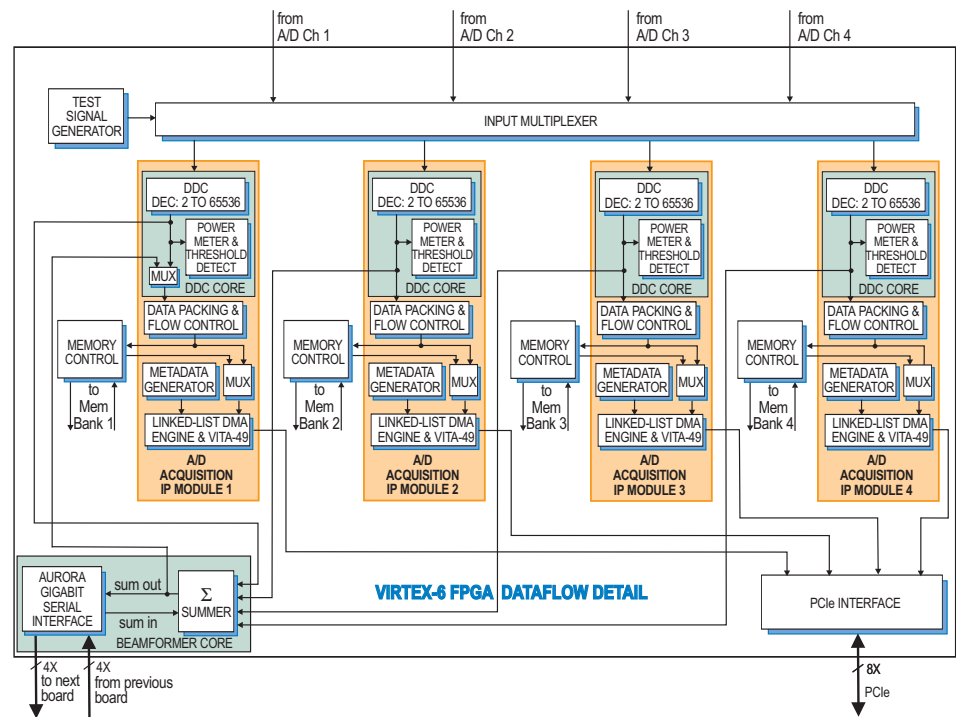 from
A/D Ch 1
from
A/D Ch 2
from
A/D Ch 3
from
A/D Ch 4
TEST
SIGNAL
GENERATOR
INPUT MULTIPLEXER
DDC
DEC: 2 TO 65536
POWER
METER &
THRESHOLD
DETECT
MUX
DDC CORE
DATA PACKING &
FLOW CONTROL
MEMORY
CONTROL
METADATA
GENERATOR
MUX
to
Mem
Bank 1
LINKED-LIST DMA
ENGINE & VITA-49
A/D
ACQUISITION
IP MODULE 1
DDC
DEC: 2 TO 65536
POWER
METER &
THRESHOLD
DETECT
DDC CORE
DATA PACKING &
FLOW CONTROL
MEMORY
CONTROL
METADATA
GENERATOR
MUX
to
Mem
Bank 2
LINKED-LIST DMA
ENGINE & VITA-49
A/D
ACQUISITION
IP MODULE 2
DDC
DEC: 2 TO 65536
POWER
METER &
THRESHOLD
DETECT
DDC CORE
DATA PACKING &
FLOW CONTROL
MEMORY
CONTROL
METADATA
GENERATOR
MUX
to
Mem
Bank 3
LINKED-LIST DMA
ENGINE & VITA-49
A/D
ACQUISITION
IP MODULE 3
DDC
DEC: 2 TO 65536
POWER
METER &
THRESHOLD
DETECT
DDC CORE
DATA PACKING &
FLOW CONTROL
MEMORY
CONTROL
METADATA
GENERATOR
MUX
to
Mem
Bank 4
LINKED-LIST DMA
ENGINE & VITA-49
A/D
ACQUISITION
IP MODULE 4
AURORA
GIGABIT
SERIAL
INTERFACE
sum out
sum in
Σ
SUMMER
BEAMFORMER CORE
VIRTEX-6 FPGA DATAFLOW DETAIL
PCIe INTERFACE
4X
to next
board
4X
from previous
board
8X
PCIe